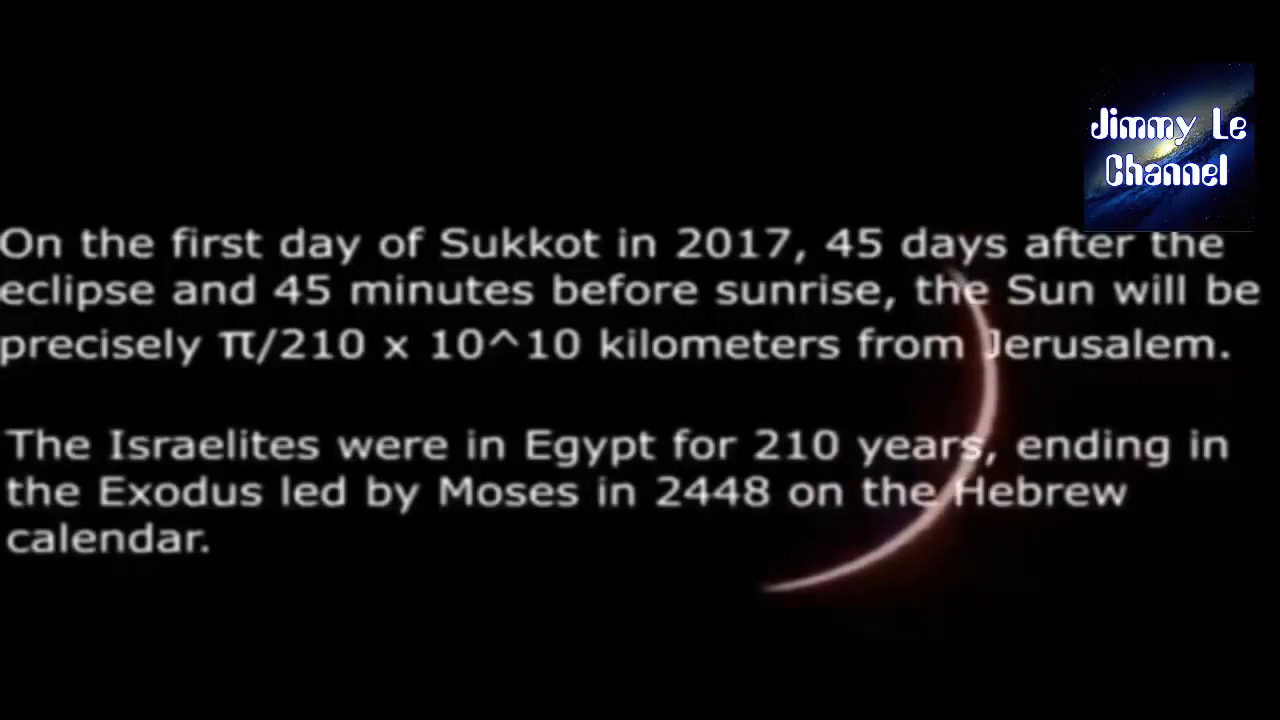 Jimmy Le
Channel
On the first day of Sukkot in 2017, 45 days after the
eclipse and 45 minutes before sunrise, the Sun will be
precisely π/210 x 10^10 kilometers from Jerusalem.
The Israelites were in Egypt for 210 years, ending in
the Exodus led by Moses in 2448 on the Hebrew
calendar.